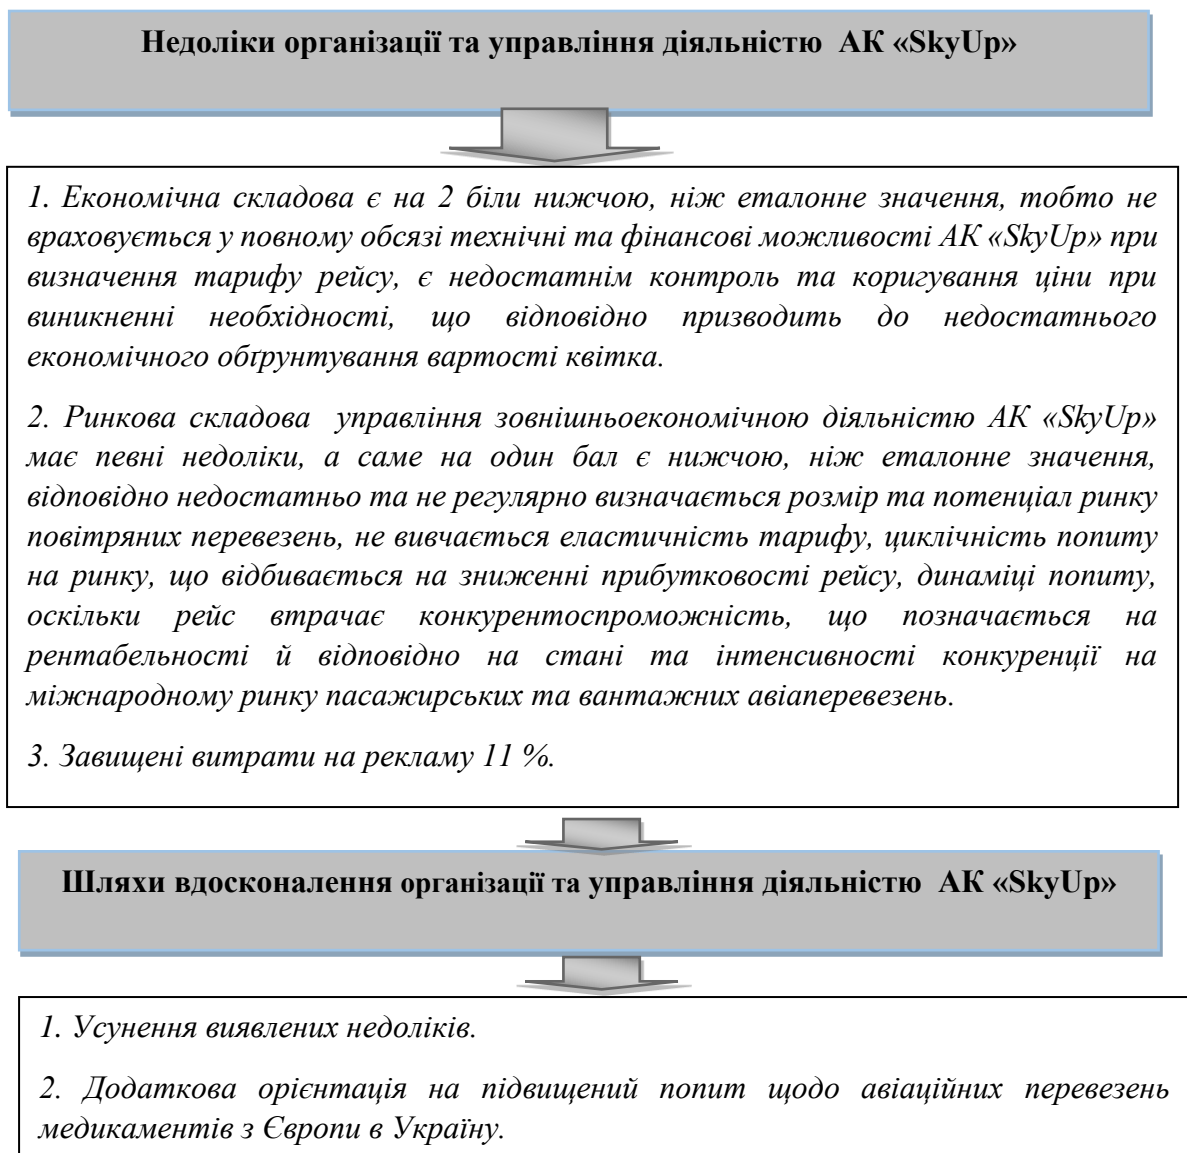 Недоліки організації та управління діяльністю АК «SkyUp»
1. Економічна складова є на 2 біли нижчою, ніж еталонне значення, тобто не
враховується у повному обсязі технічні та фінансові можливості АК «SkyUp» при
визначення тарифу рейсу, є недостатнім контроль та коригування ціни при
виникненні необхідності, що відповідно призводить до недостатнього
економічного обґрунтування вартості квітка.
2. Ринкова складова управління зовнішньоекономічною діяльністю АК «SkyUp»
має певні недоліки, а саме на один бал є нижчою, ніж еталонне значення,
відповідно недостатньо та не регулярно визначається розмір та потенціал ринку
повітряних перевезень, не вивчається еластичність тарифу, циклічність попиту
на ринку, що відбивається на зниженні прибутковості рейсу, динаміці попиту,
оскільки рейс втрачає конкурентоспроможність, що позначається на
рентабельності й відповідно на стані та інтенсивності конкуренції на
міжнародному ринку пасажирських та вантажних авіаперевезень.
3. Завищені витрати на рекламу 11 %.
Шляхи вдосконалення організації та управління діяльністю АК «SkyUp»
1. Усунення виявлених недоліків.
2. Додаткова орієнтація на підвищений попит щодо авіаційних перевезень
медикаментів з Європи в Україну.